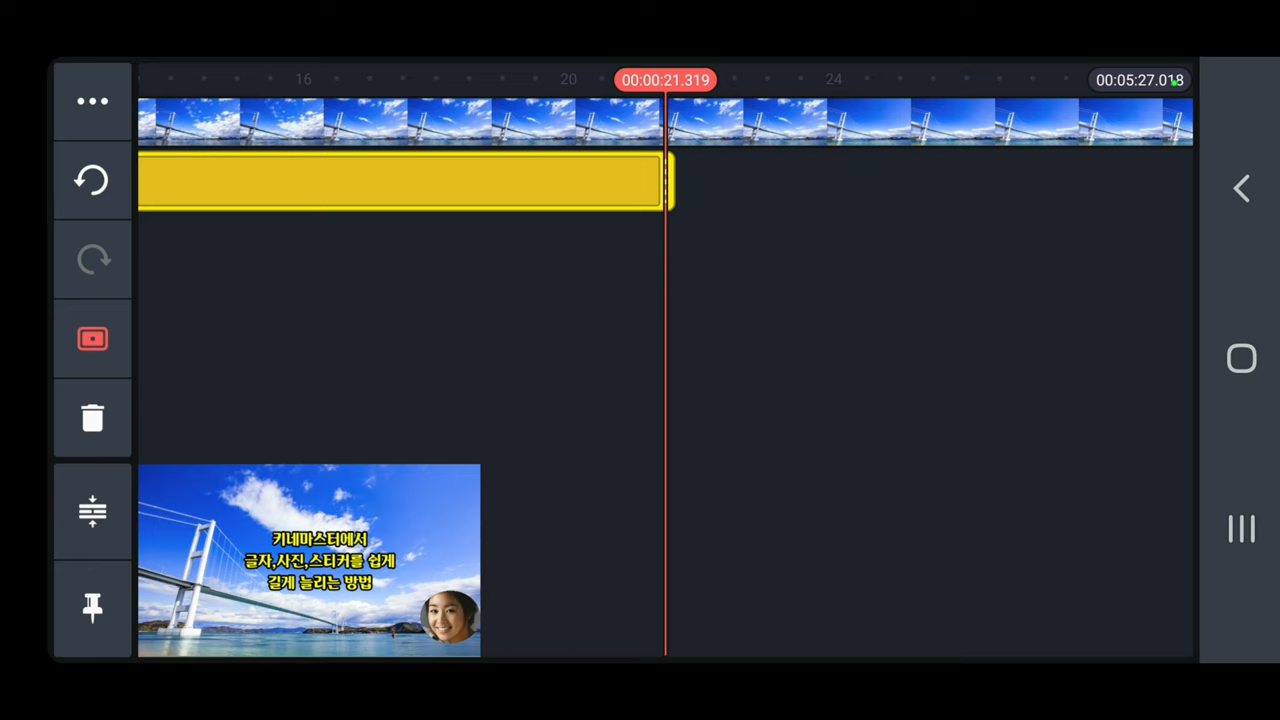 16
20
00:00:21.319
24
00:05:27.018
키네마스터에서
글자,사진,스티커를 쉽게
길게 늘리는 방법